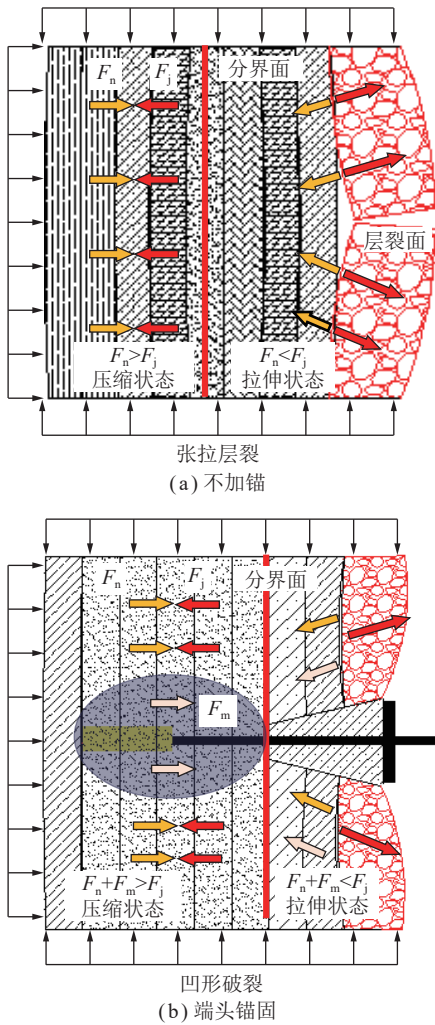 Fn Fj 分界面
层裂面
Fn>Fj Fn<Fj
压缩状态 拉伸状态
张拉层裂
(a) 不加锚
Fn Fj 分界面
Fm
Fn+Fm>Fj Fn+Fm<Fj
压缩状态 拉伸状态
凹形破裂
(b) 端头锚固